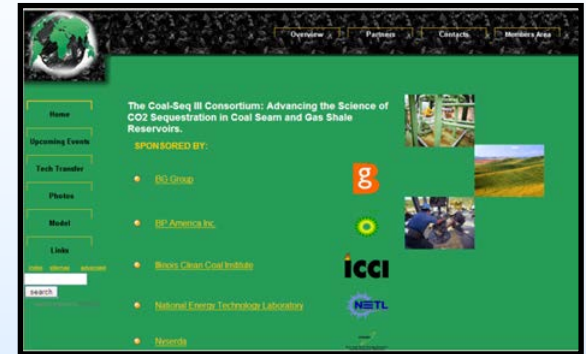 Overview
Partners
Contacts
Members Area
Home
Upcoming Events
Tech Transfer
Photos
Model
Links
The Coal-Seq III Consortium: Advancing the Science of
CO2 Sequestration in Coal Seam and Gas Shale
Reservoirs.
SPONSORED BY:
BG Group
g
BP America Inc.
Illinois Clean Coal Institute
ICCI
National Energy Technology Laboratory
NETL
Nyserda
search